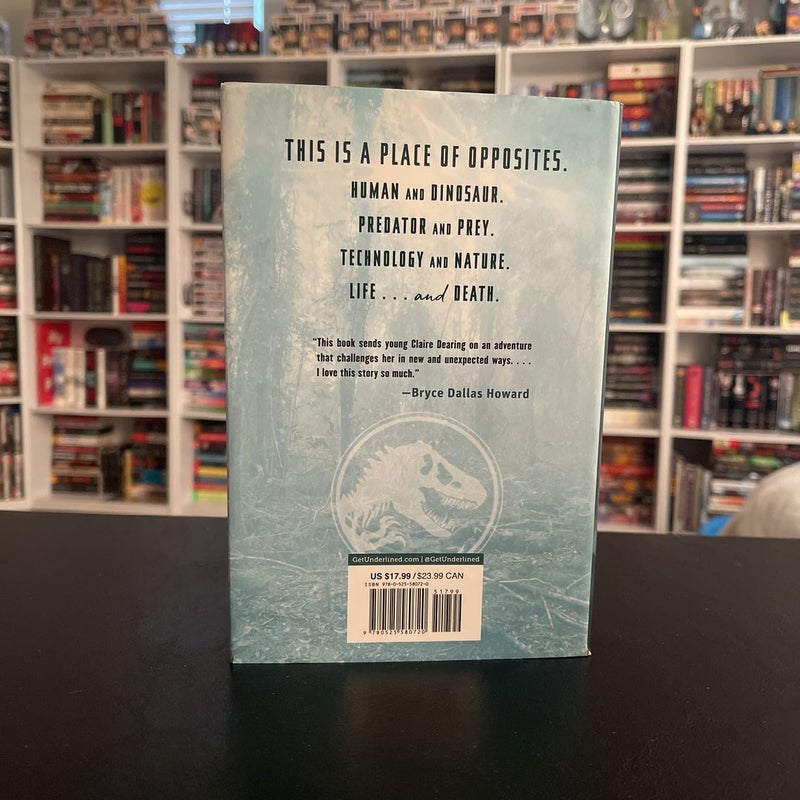 THIS IS A PLACE OF OPPOSITES.
HUMAN AND DINOSAUR.
PREDATOR AND PREY.
TECHNOLOGY AND NATURE.
LIFE . . . and DEATH.
“This book sends young Claire Dearing on an adventure
that challenges her in new and unexpected ways. . . .
I love this story so much.”
—Bryce Dallas Howard
GetUnderlined.com | @GetUnderlined
US $17.99 / $23.99 CAN
ISBN 978-0-525-58072-0
51799
9 780525 580720